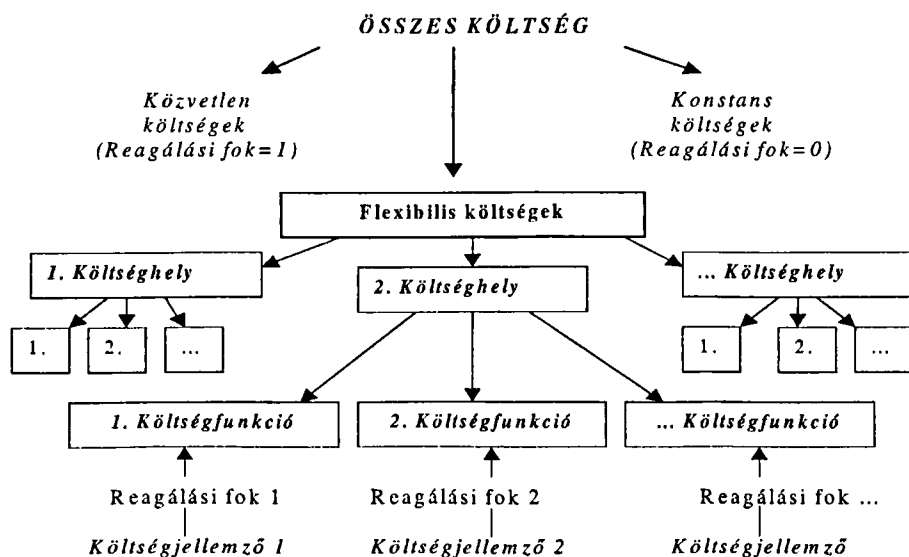 ÖSSZES KÖLTSÉG
Közvetlen
költségek
(Reagálási fok=1)
Konstans
költségek
(Reagálási fok=0)
Flexibilis költségek
1. Költséghely
2. Költséghely
... Költséghely
1.
2.
...
1.
2.
...
1. Költségfunkció
2. Költségfunkció
... Költségfunkció
Reagálási fok 1
Reagálási fok 2
Reagálási fok ...
Költségjellemző 1
Költségjellemző 2
Költségjellemző